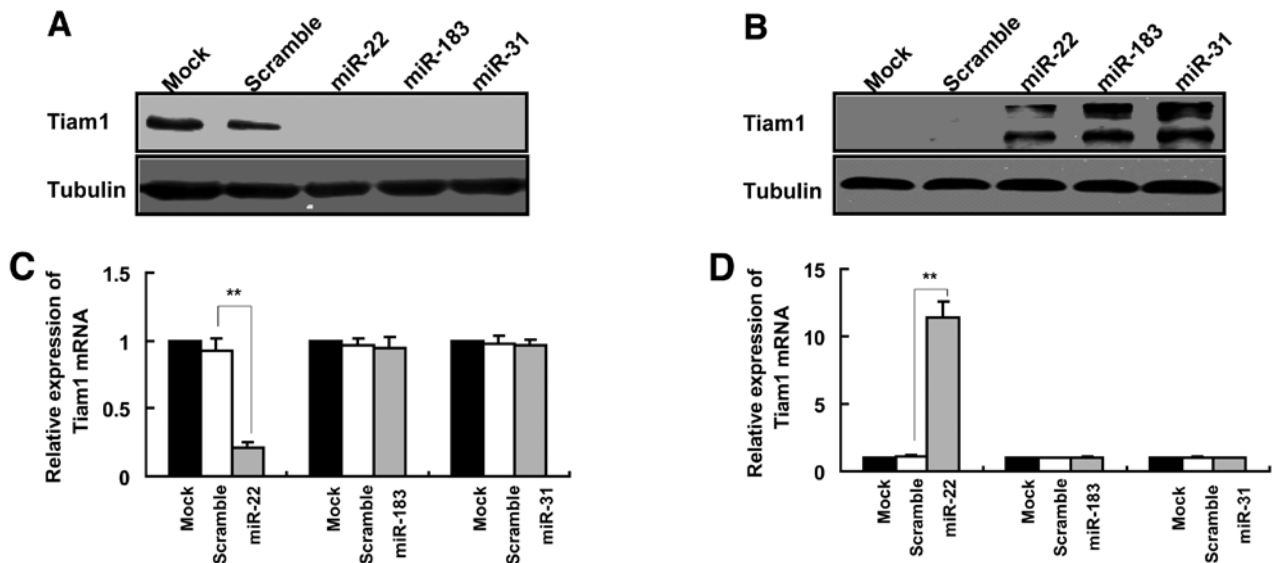 A
Mock Scramble miR-22 miR-183 miR-31
Tiam1
Tubulin
B
Mock Scramble miR-22 miR-183 miR-31
Tiam1
Tubulin
C
Relative expression of
Tiam1 mRNA
1.5
1
0.5
0
**
Mock Scramble miR-22 Mock Scramble miR-183 Mock Scramble miR-31
D
Relative expression of
Tiam1 mRNA
15
10
5
0
**
Mock Scramble miR-22 Mock Scramble miR-183 Mock Scramble miR-31